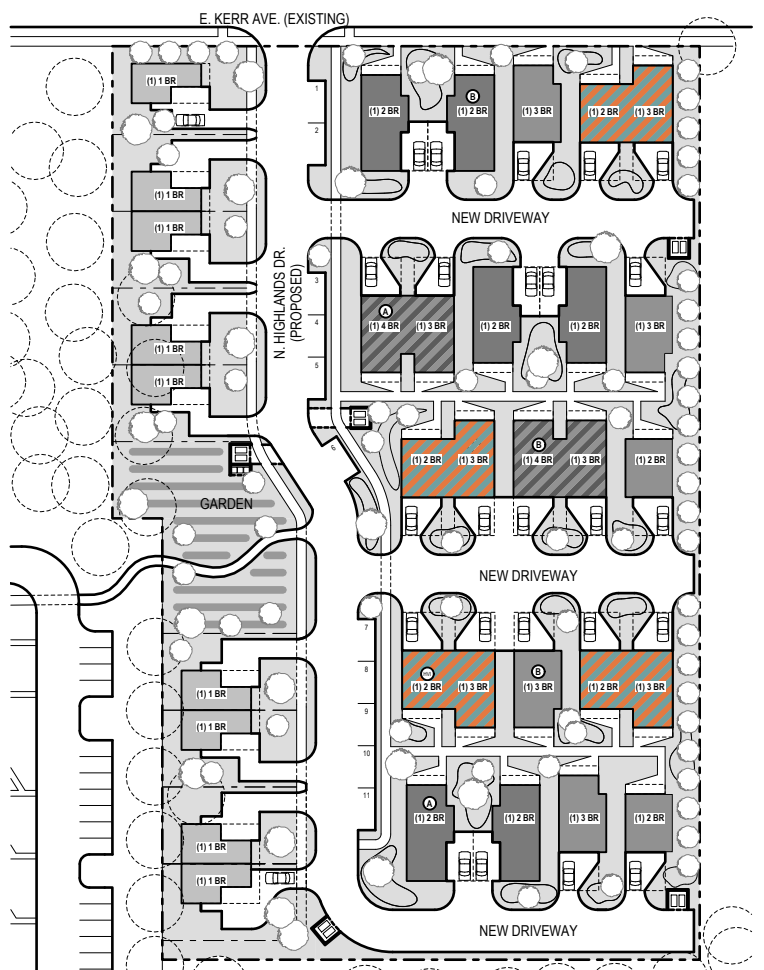 E. KERR AVE. (EXISTING)
(1) 1 BR
1
2
(1) 2 BR
B
(1) 2 BR
(1) 3 BR
(1) 2 BR
(1) 3 BR
(1) 1 BR
(1) 1 BR
NEW DRIVEWAY
N. HIGHLANDS DR.
(PROPOSED)
3
4
5
A
(1) 4 BR
(1) 3 BR
(1) 2 BR
(1) 2 BR
(1) 3 BR
(1) 1 BR
(1) 1 BR
6
(1) 2 BR
(1) 3 BR
B
(1) 4 BR
(1) 3 BR
(1) 2 BR
GARDEN
NEW DRIVEWAY
7
8
9
10
11
(1) 2 BR
(1) 3 BR
B
(1) 3 BR
(1) 2 BR
(1) 3 BR
(1) 1 BR
(1) 1 BR
A
(1) 2 BR
(1) 2 BR
(1) 3 BR
(1) 2 BR
(1) 1 BR
(1) 1 BR
NEW DRIVEWAY